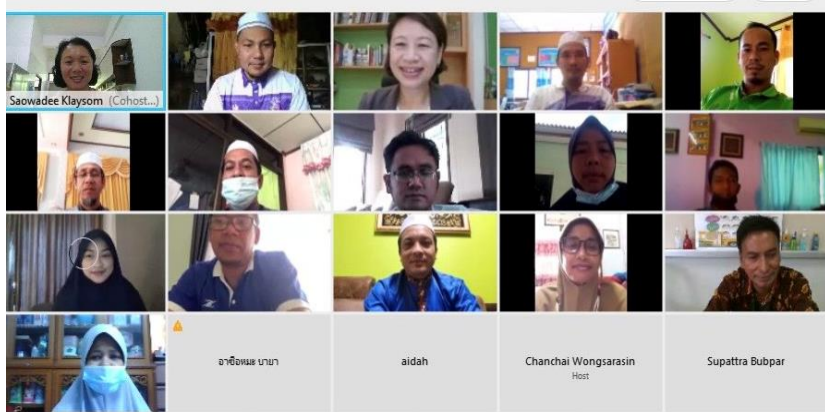 Saowadee Klaysom (Cohost...)
อาซือหมะ บายา
aidah
Chanchai Wongsarasin
Host
Supattra Bubpar